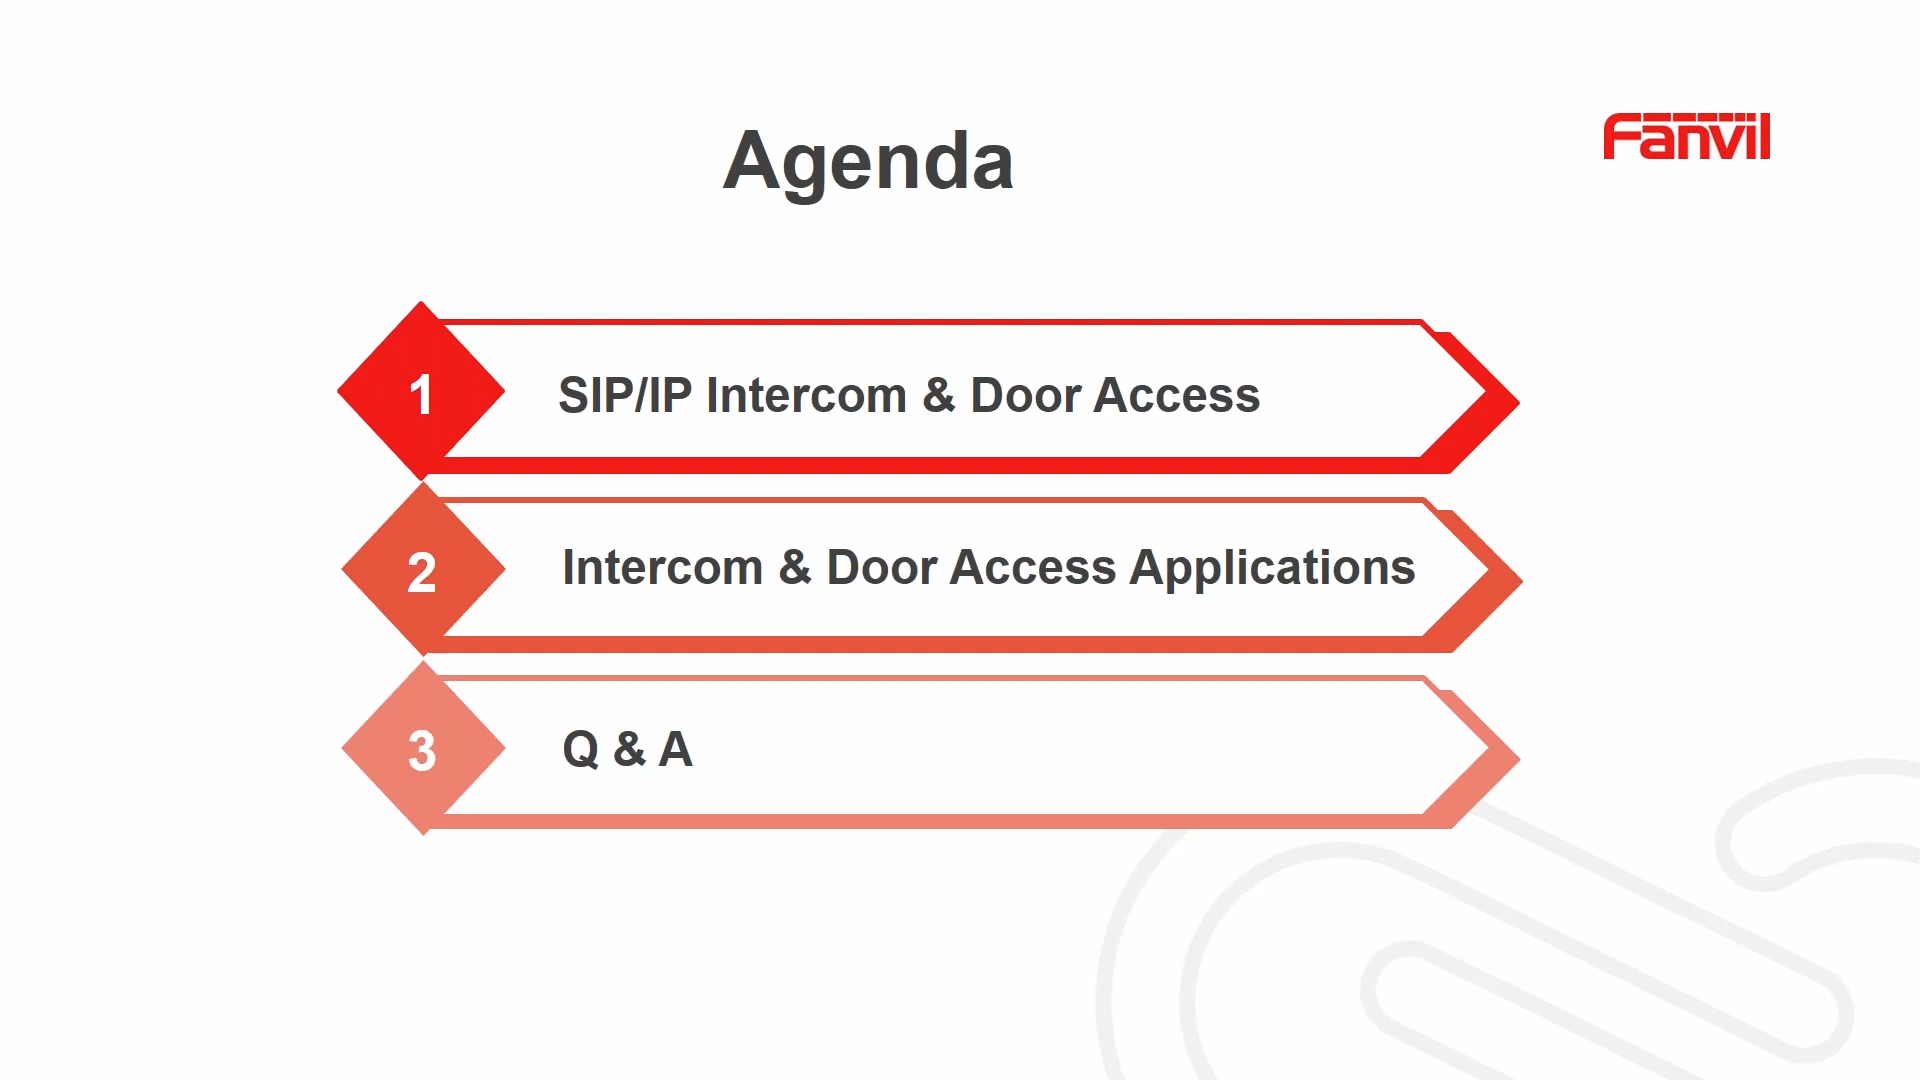 Agenda
Fanvil
1
SIP/IP Intercom & Door Access
2
Intercom & Door Access Applications
3
Q & A